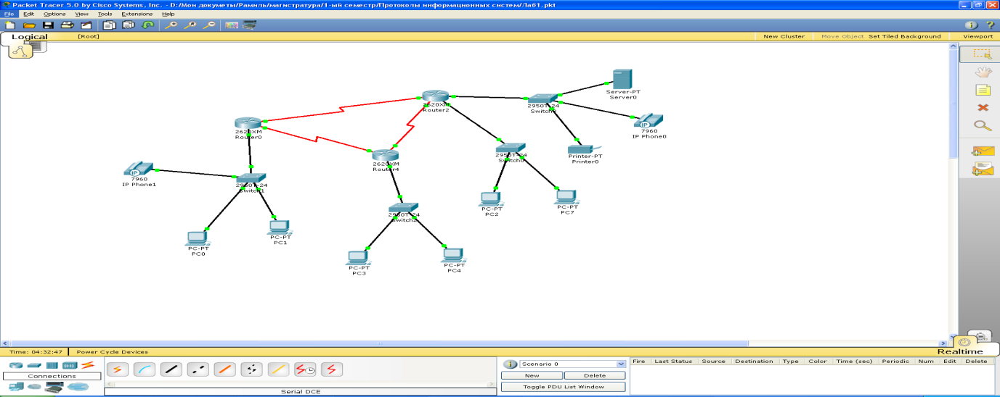 Packet Tracer 5.0 by Cisco Systems, Inc. - D:/Мои докуметы/Рамиль/магистратура/1-ый семестр/Протоколы информационных систем/Лаб1.pkt
File Edit Options View Tools Extensions Help
Logical [Root] New Cluster Move Object Set Tiled Background Viewport
Server-PT
Server0
2620XM
Router2
2950T-24
2620XM
Router0
7960
IP Phone0
Printer-PT
Printer0
2950T-24
Switch0
2620XM
Router4
7960
IP Phone1
2950T-24
Switch1
PC-PT
PC2
PC-PT
PC7
2950T-24
PC-PT
PC1
PC-PT
PC0
PC-PT
PC3
PC-PT
PC4
Time: 04:32:47 Power Cycle Devices Realtime
Connections
Serial DCE
Scenario 0
New Delete
Toggle PDU List Window
Fire Last Status Source Destination Type Color Time (sec) Periodic Num Edit Delete